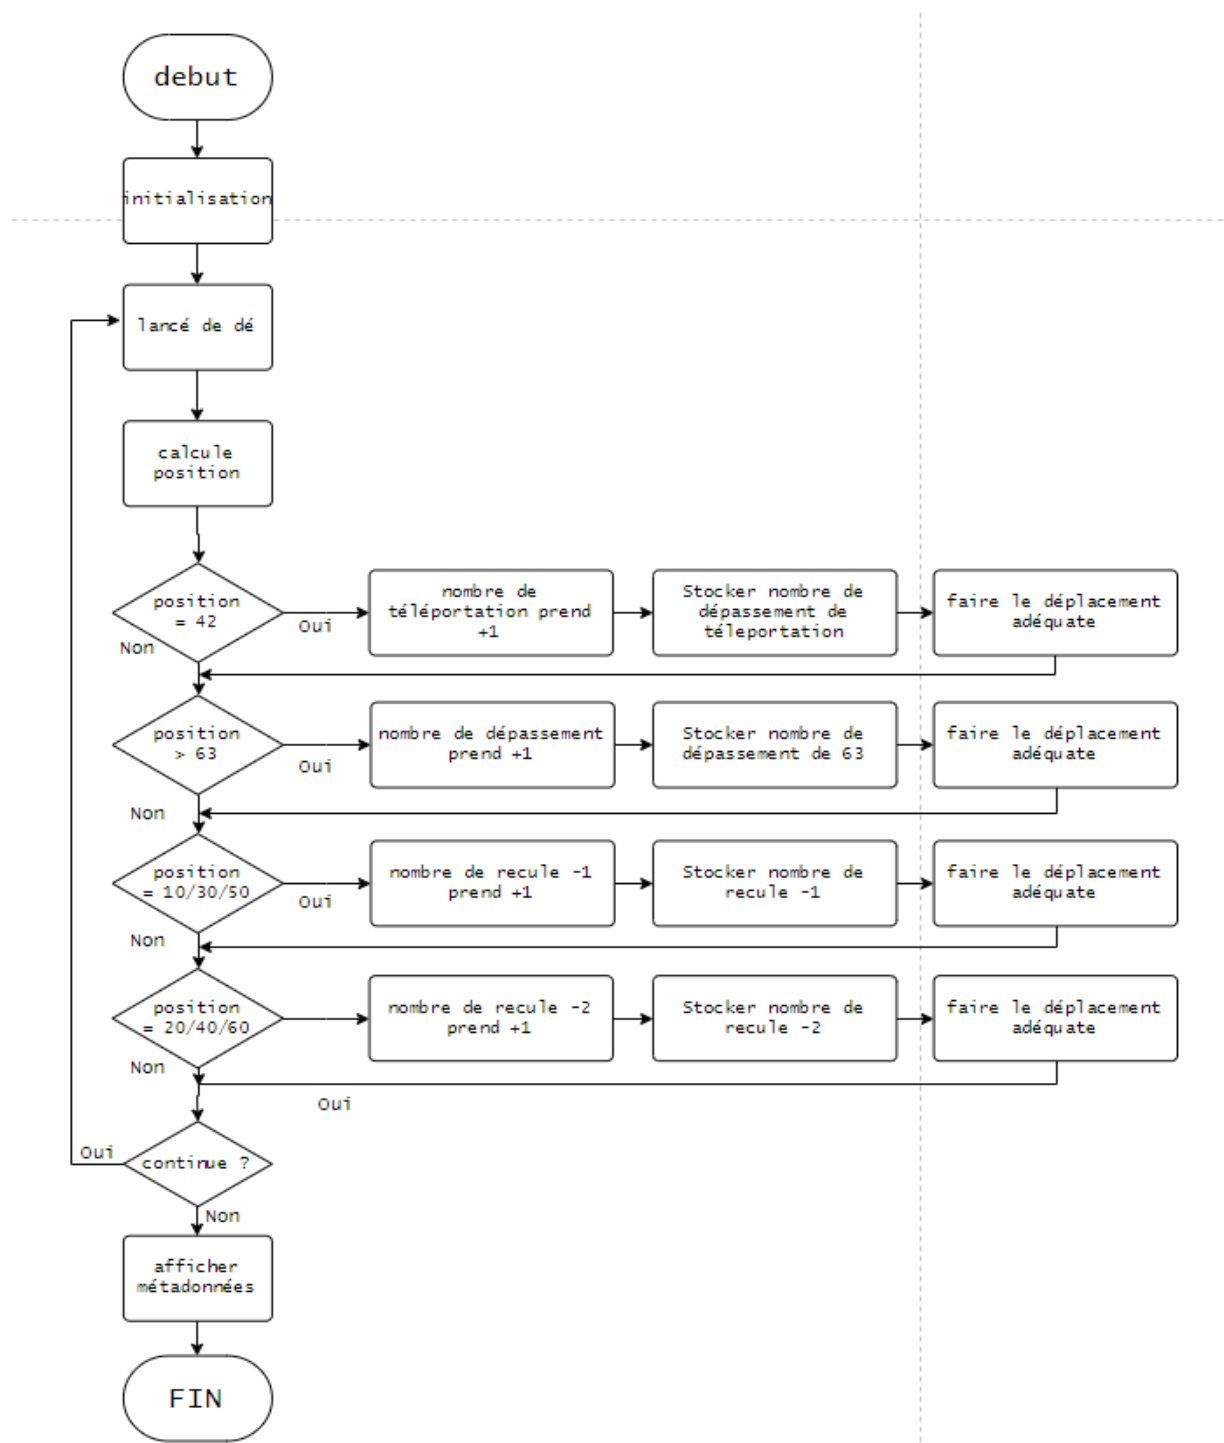 debut
initialisation
lancé de dé
calcule
position
position
= 42
Oui
Non
nombre de
téléportation prend
+1
Stocker nombre de
dépassement de
téleportation
faire le déplacement
adéquate
position
> 63
Oui
Non
nombre de dépassement
prend +1
Stocker nombre de
dépassement de 63
faire le déplacement
adéquate
position
= 10/30/50
Oui
Non
nombre de recule -1
prend +1
Stocker nombre de
recule -1
faire le déplacement
adéquate
position
= 20/40/60
Non
nombre de recule -2
prend +1
Stocker nombre de
recule -2
faire le déplacement
adéquate
Oui
Oui
continue ?
Non
afficher
métadonnées
FIN